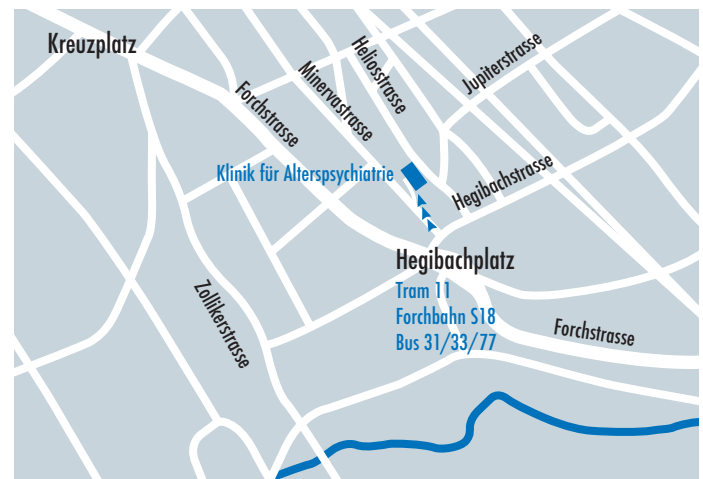 Kreuzplatz
Heliosstrasse
Jupiterstrasse
Minervastrasse
Forchstrasse
Klinik für Alterspsychiatrie
Hegibachstrasse
Hegibachplatz
Tram 11
Forchbahn S18
Bus 31/33/77
Zollikerstrasse
Forchstrasse